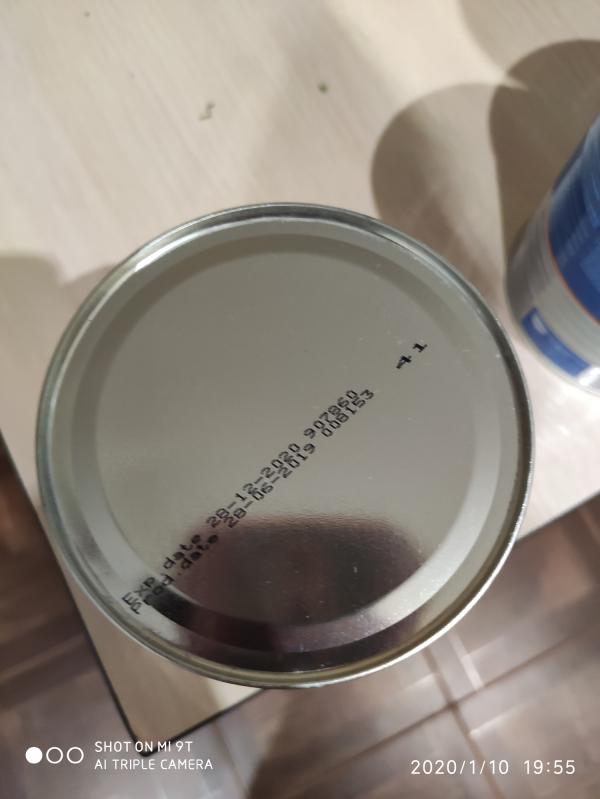 Exp date 28-12-2020 907860
prod.date 28-06-2019 008153
41
SHOT ON MI 9T
AI TRIPLE CAMERA
2020/1/10 19:55